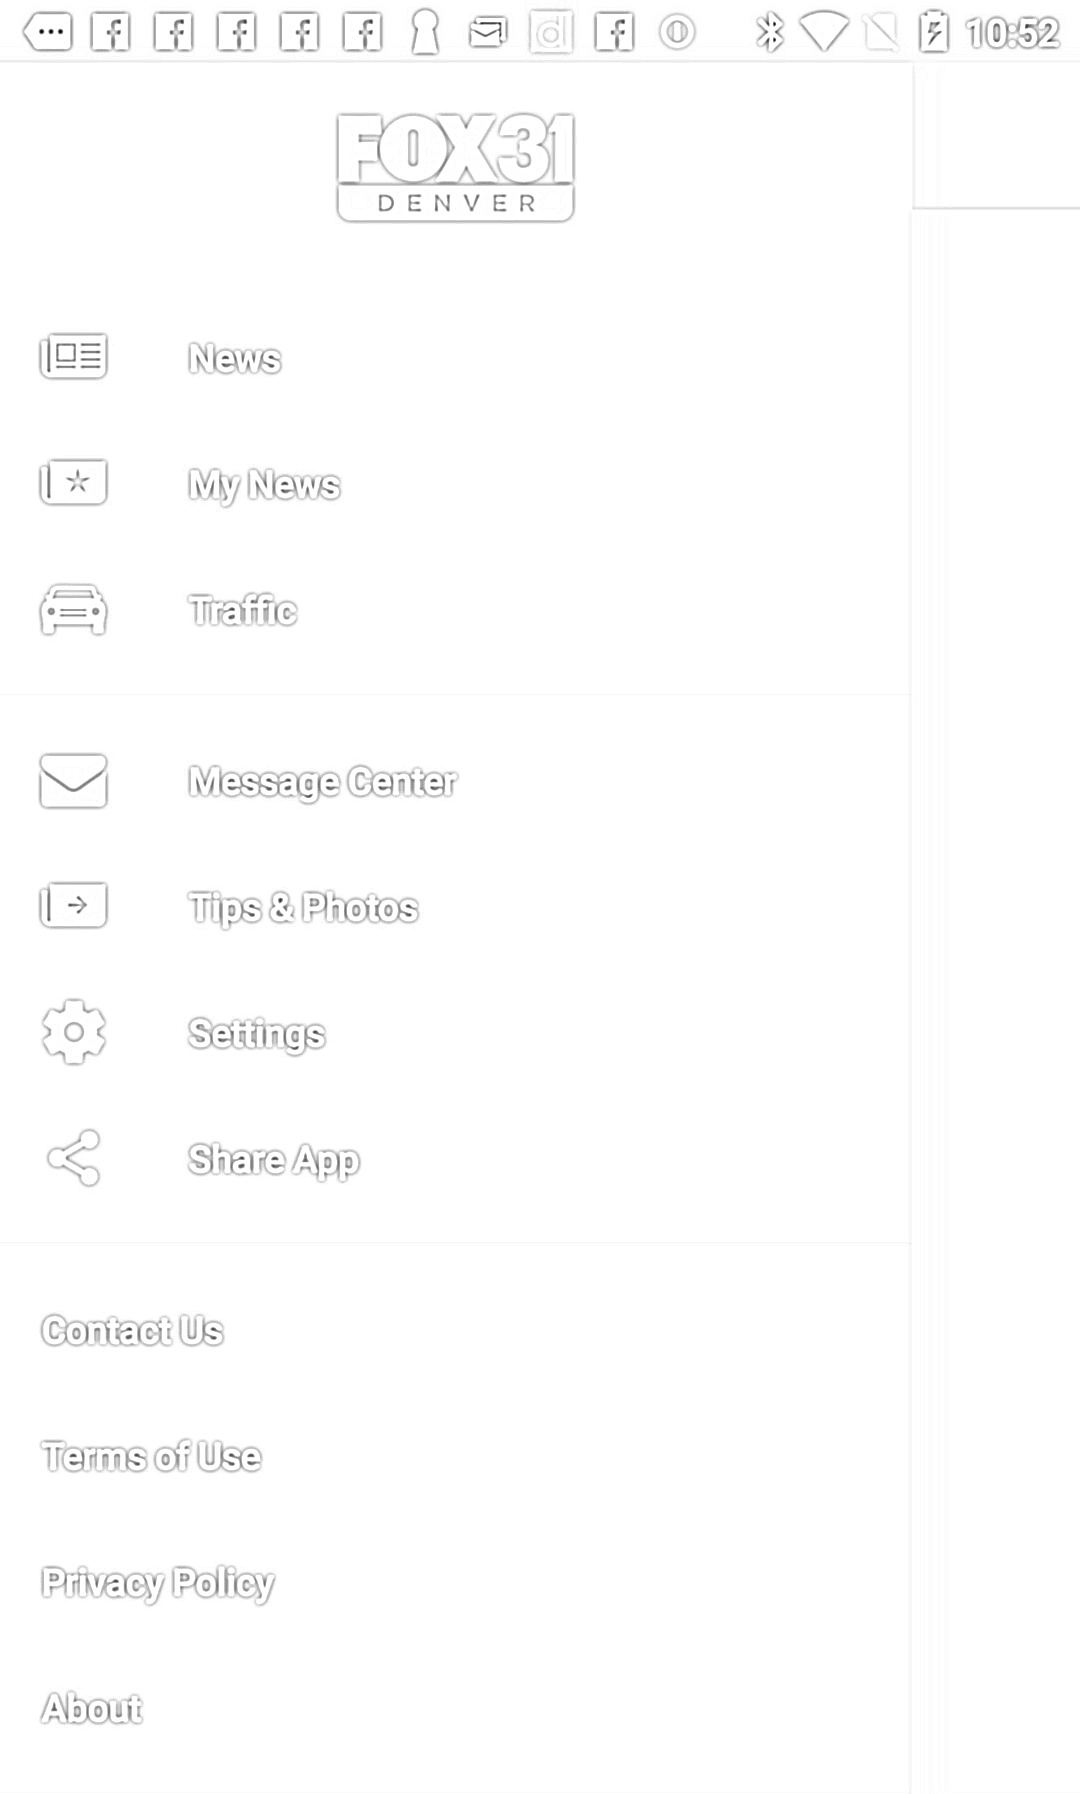 10:52
FOX31
DENVER
News
My News
Traffic
Message Center
Tips & Photos
Settings
Share App
Contact Us
Terms of Use
Privacy Policy
About